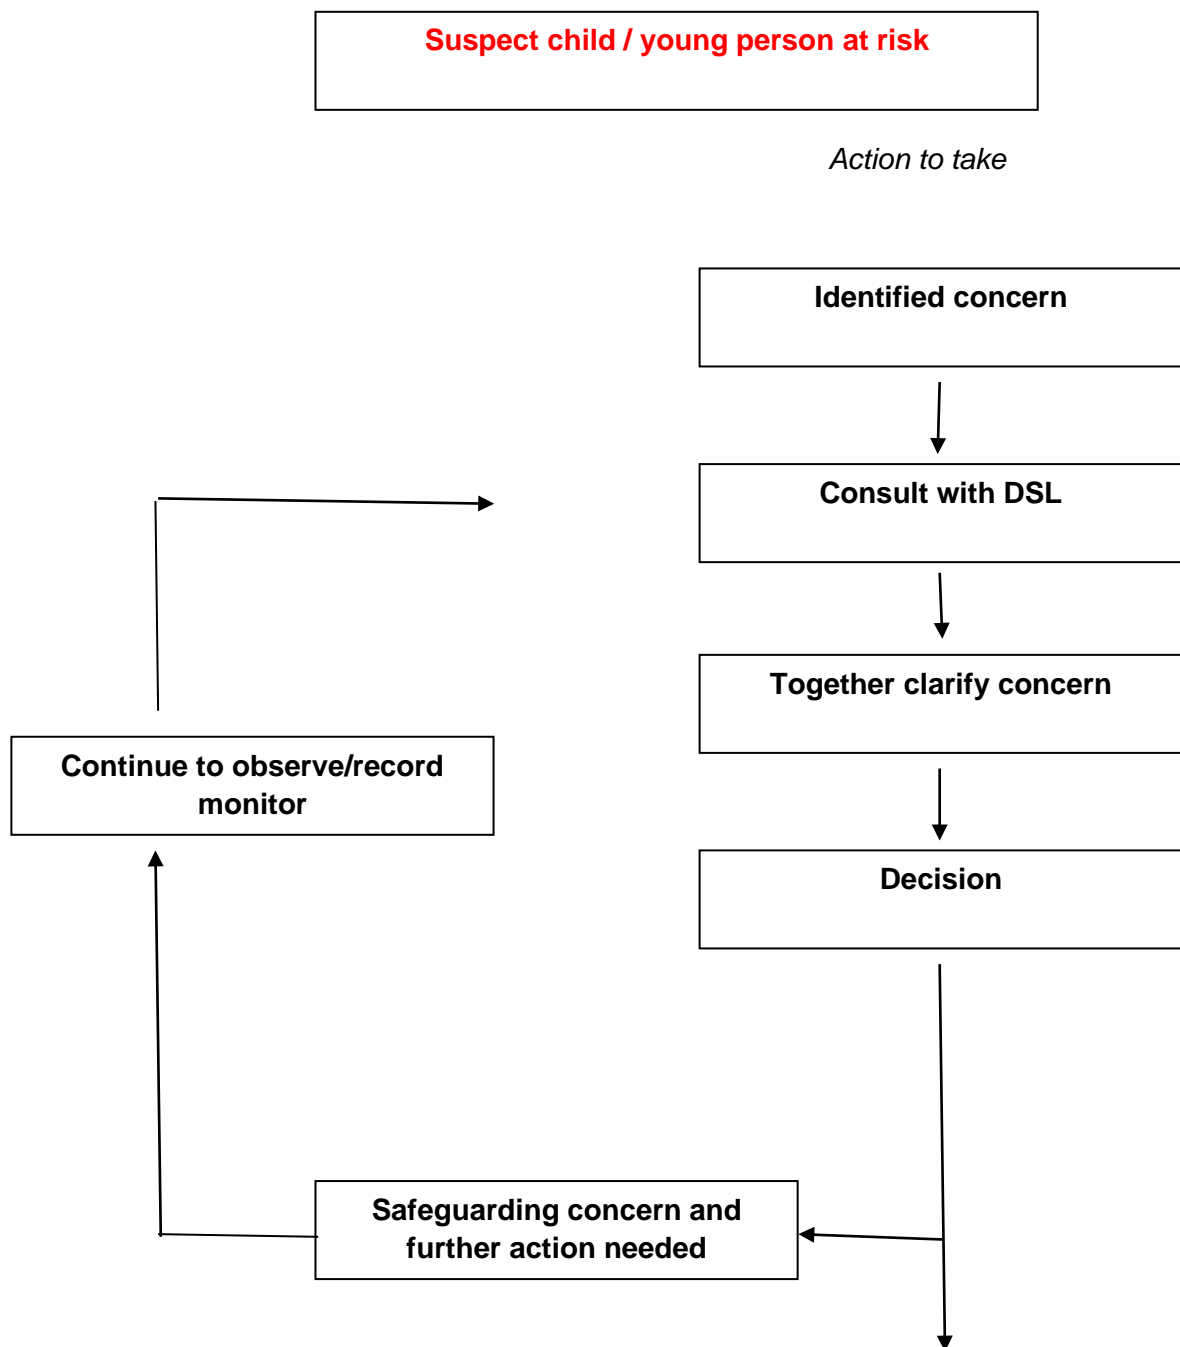 Suspect child / young person at risk
Action to take
Identified concern
Consult with DSL
Together clarify concern
Continue to observe/record
monitor
Decision
Safeguarding concern and
further action needed